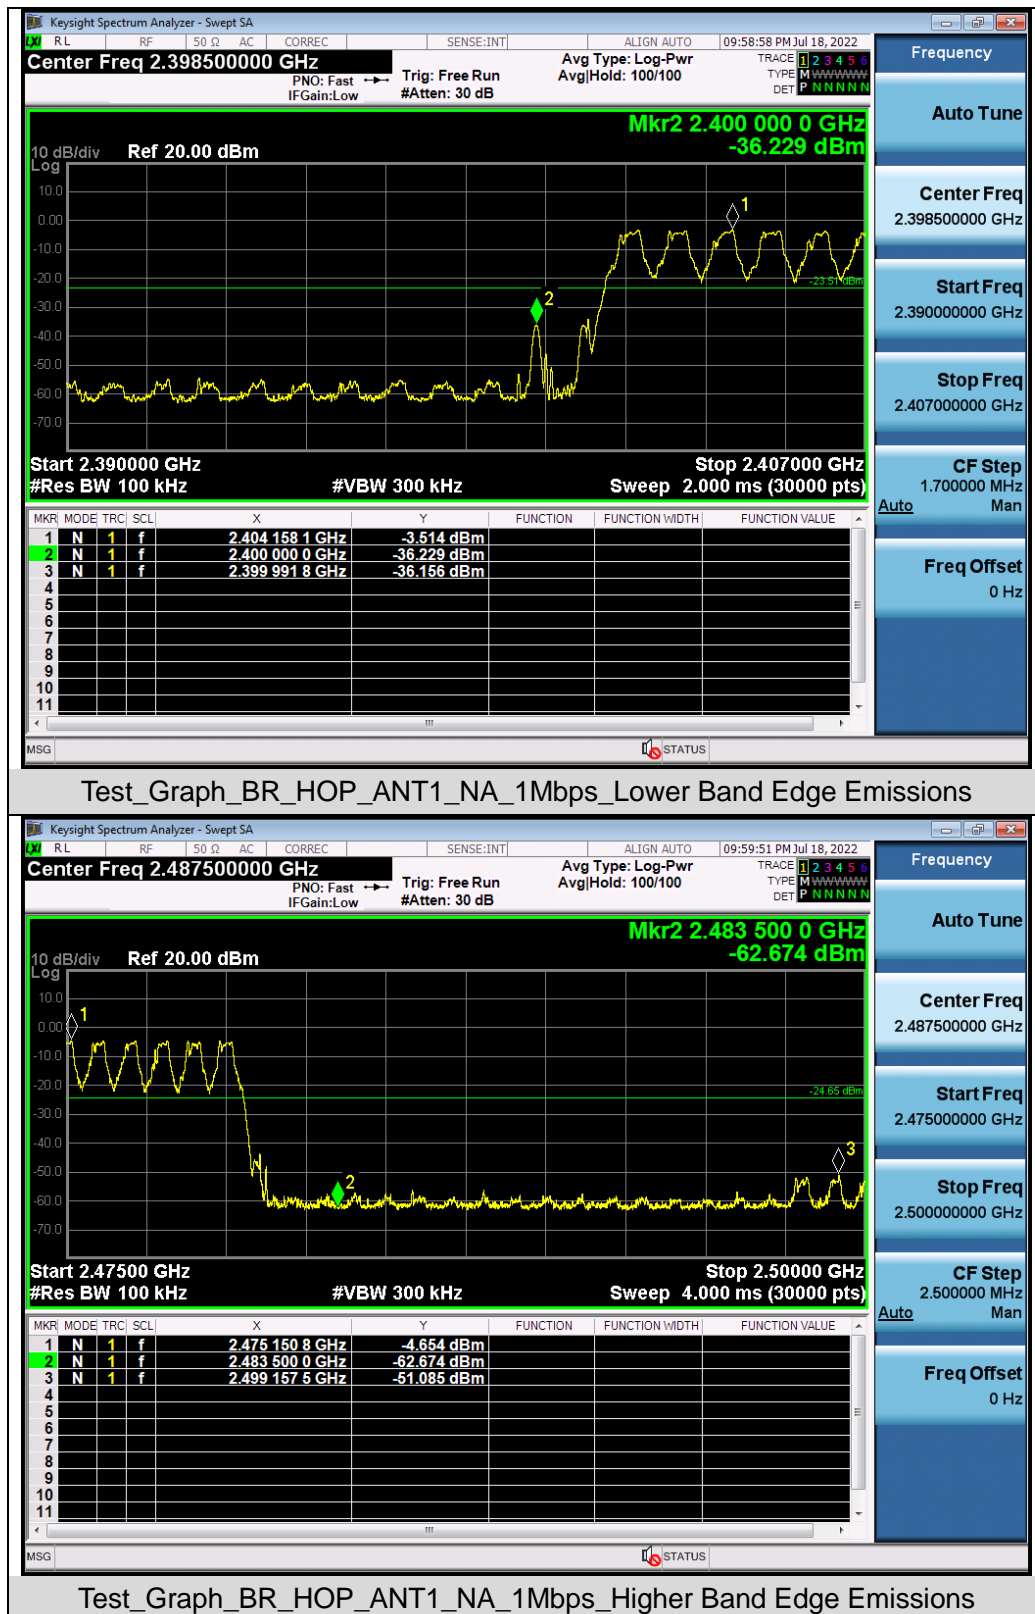 Keysight Spectrum Analyzer - Swept SA
LXI RL RF 50 Ω AC CORREC SENSE:INT ALIGN AUTO 09:58:58 PM Jul 18, 2022
Center Freq 2.398500000 GHz Avg Type: Log-Pwr TRACE 1 2 3 4 5 6
PNO: Fast Trig: Free Run Avg|Hold: 100/100 TYPE M WWWWW
IFGain:Low #Atten: 30 dB DET P N N N N N
Mkr2 2.400 000 0 GHz
-36.229 dBm
10 dB/div Ref 20.00 dBm
Log
10.0
0.00
-10.0
-20.0
-30.0
-40.0
-50.0
-60.0
-70.0
1
2
-23.51 dBm
Start 2.390000 GHz Stop 2.407000 GHz
#Res BW 100 kHz #VBW 300 kHz Sweep 2.000 ms (30000 pts)
MKR MODE TRC SCL X Y FUNCTION FUNCTION WIDTH FUNCTION VALUE
1 N 1 f 2.404 158 1 GHz -3.514 dBm
2 N 1 f 2.400 000 0 GHz -36.229 dBm
3 N 1 f 2.399 991 8 GHz -36.156 dBm
4
5
6
7
8
9
10
11
MSG STATUS
Frequency
Auto Tune
Center Freq
2.398500000 GHz
Start Freq
2.390000000 GHz
Stop Freq
2.407000000 GHz
CF Step
1.700000 MHz
Auto Man
Freq Offset
0 Hz
Test_Graph_BR_HOP_ANT1_NA_1Mbps_Lower Band Edge Emissions
Keysight Spectrum Analyzer - Swept SA
LXI RL RF 50 Ω AC CORREC SENSE:INT ALIGN AUTO 09:59:51 PM Jul 18, 2022
Center Freq 2.487500000 GHz Avg Type: Log-Pwr TRACE 1 2 3 4 5 6
PNO: Fast Trig: Free Run Avg|Hold: 100/100 TYPE M WWWWW
IFGain:Low #Atten: 30 dB DET P N N N N N
Mkr2 2.483 500 0 GHz
-62.674 dBm
10 dB/div Ref 20.00 dBm
Log
10.0
0.00
-10.0
-20.0
-30.0
-40.0
-50.0
-60.0
-70.0
1
2
3
-24.65 dBm
Start 2.47500 GHz Stop 2.50000 GHz
#Res BW 100 kHz #VBW 300 kHz Sweep 4.000 ms (30000 pts)
MKR MODE TRC SCL X Y FUNCTION FUNCTION WIDTH FUNCTION VALUE
1 N 1 f 2.475 150 8 GHz -4.654 dBm
2 N 1 f 2.483 500 0 GHz -62.674 dBm
3 N 1 f 2.499 157 5 GHz -51.085 dBm
4
5
6
7
8
9
10
11
MSG STATUS
Frequency
Auto Tune
Center Freq
2.487500000 GHz
Start Freq
2.475000000 GHz
Stop Freq
2.500000000 GHz
CF Step
2.500000 MHz
Auto Man
Freq Offset
0 Hz
Test_Graph_BR_HOP_ANT1_NA_1Mbps_Higher Band Edge Emissions